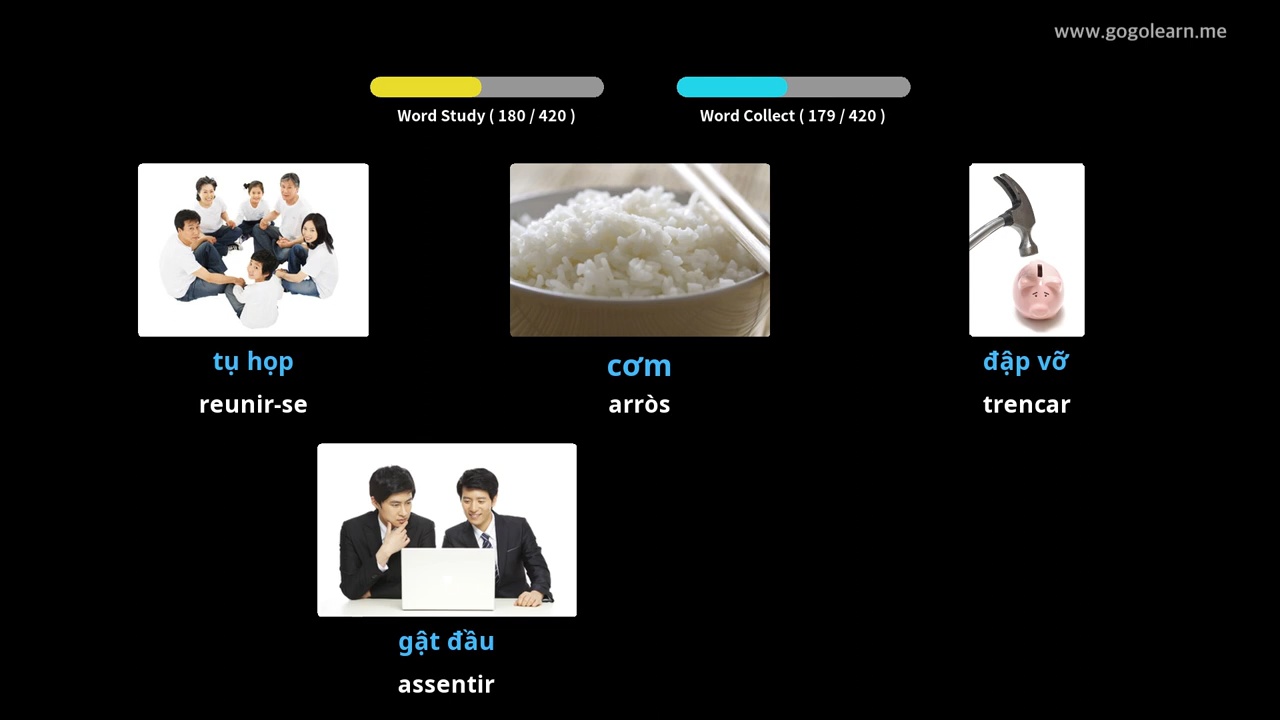 www.gogolearn.me
Word Study ( 180 / 420 )
Word Collect ( 179 / 420 )
tụ họp
cơm
đập vỡ
reunir-se
arròs
trencar
gật đầu
assentir